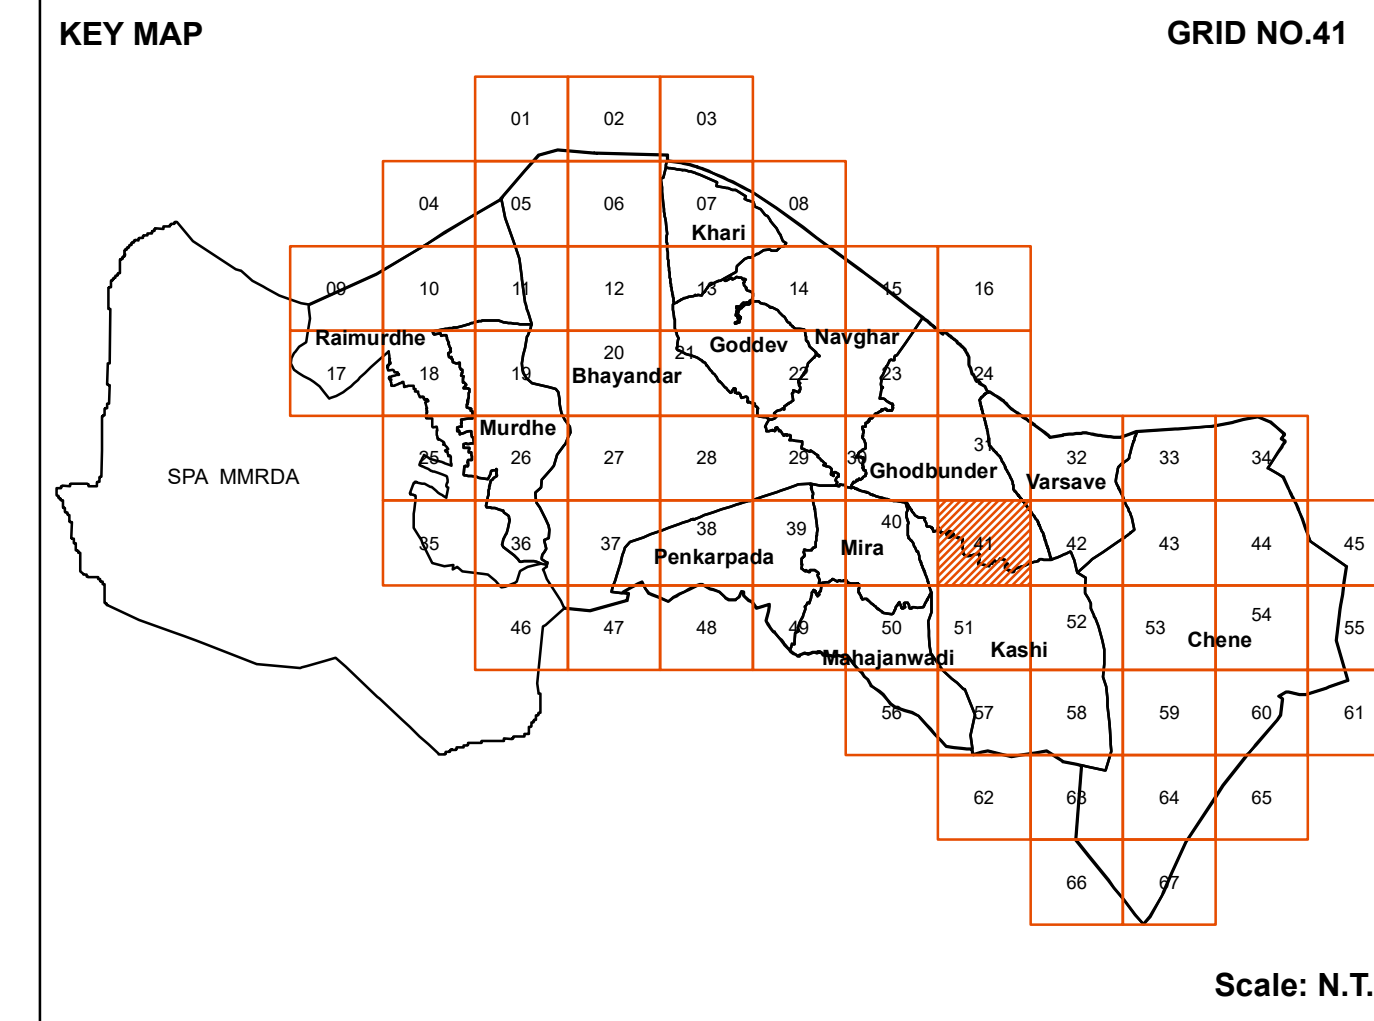 KEY MAP
GRID NO.41
01 02 03
04 05 06 07 08
Khari
09 10 11 12 13 14 15 16
Raimurdhe
Navghar
Goddev
20 21
17 18 19 22 23 24
Bhayandar
Murdhe
31
25 26 27 28 29 30 32 33 34
Ghodbunder
Varsave
SPA MMRDA
40
38 39
35 36 37 41 42 43 44 45
Mira
Penkarpada
54
52
46 47 48 49 50 51 53 55
Chene
Kashi
Mahajanwadi
56 57 58 59 60 61
62 63 64 65
66 67
Scale: N.T.